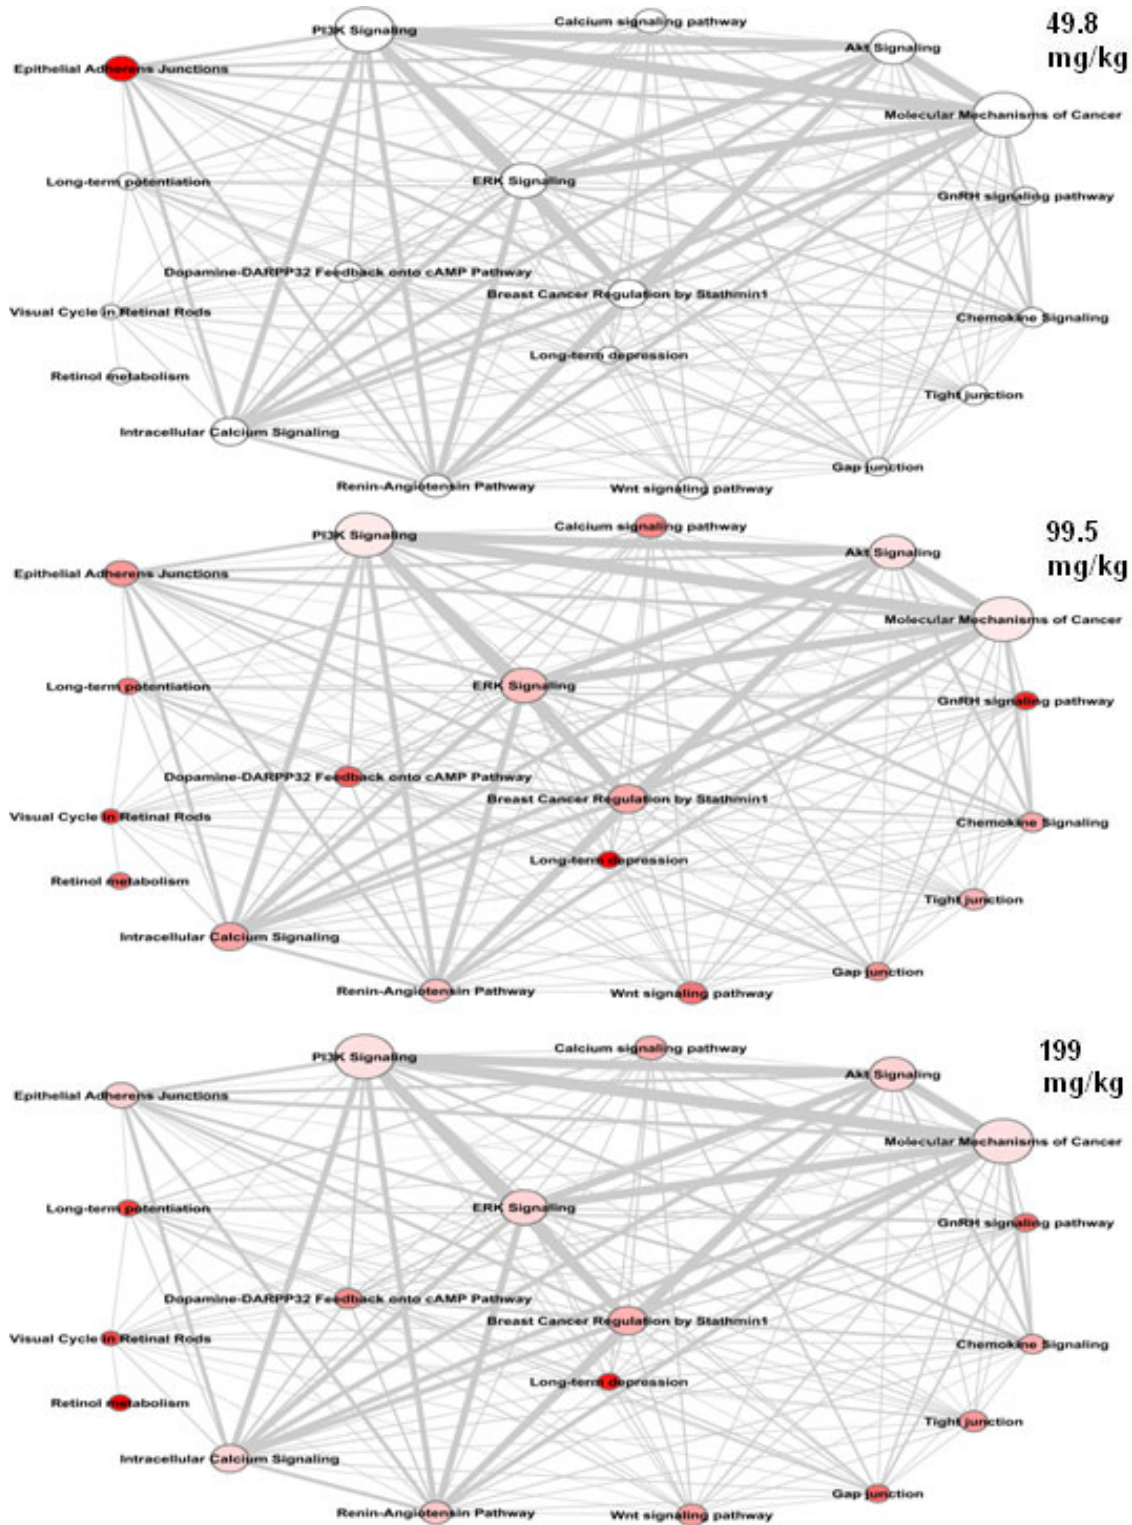 PI3K Signaling
Calcium signaling pathway
Akt Signaling
49.8
mg/kg
Epithelial Adherens Junctions
Molecular Mechanisms of Cancer
Long-term potentiation
ERK Signaling
GnRH signaling pathway
Dopamine-DARPP32 Feedback onto cAMP Pathway
Breast Cancer Regulation by Stathmin1
Visual Cycle in Retinal Rods
Chemokine Signaling
Long-term depression
Retinol metabolism
Tight junction
Intracellular Calcium Signaling
Gap junction
Renin-Angiotensin Pathway
Wnt signaling pathway
PI3K Signaling
Calcium signaling pathway
Akt Signaling
99.5
mg/kg
Epithelial Adherens Junctions
Molecular Mechanisms of Cancer
Long-term potentiation
ERK Signaling
GnRH signaling pathway
Dopamine-DARPP32 Feedback onto cAMP Pathway
Breast Cancer Regulation by Stathmin1
Visual Cycle in Retinal Rods
Chemokine Signaling
Long-term depression
Retinol metabolism
Tight junction
Intracellular Calcium Signaling
Gap junction
Renin-Angiotensin Pathway
Wnt signaling pathway
PI3K Signaling
Calcium signaling pathway
Akt Signaling
199
mg/kg
Epithelial Adherens Junctions
Molecular Mechanisms of Cancer
Long-term potentiation
ERK Signaling
GnRH signaling pathway
Dopamine-DARPP32 Feedback onto cAMP Pathway
Breast Cancer Regulation by Stathmin1
Visual Cycle in Retinal Rods
Chemokine Signaling
Long-term depression
Retinol metabolism
Tight junction
Intracellular Calcium Signaling
Gap junction
Renin-Angiotensin Pathway
Wnt signaling pathway